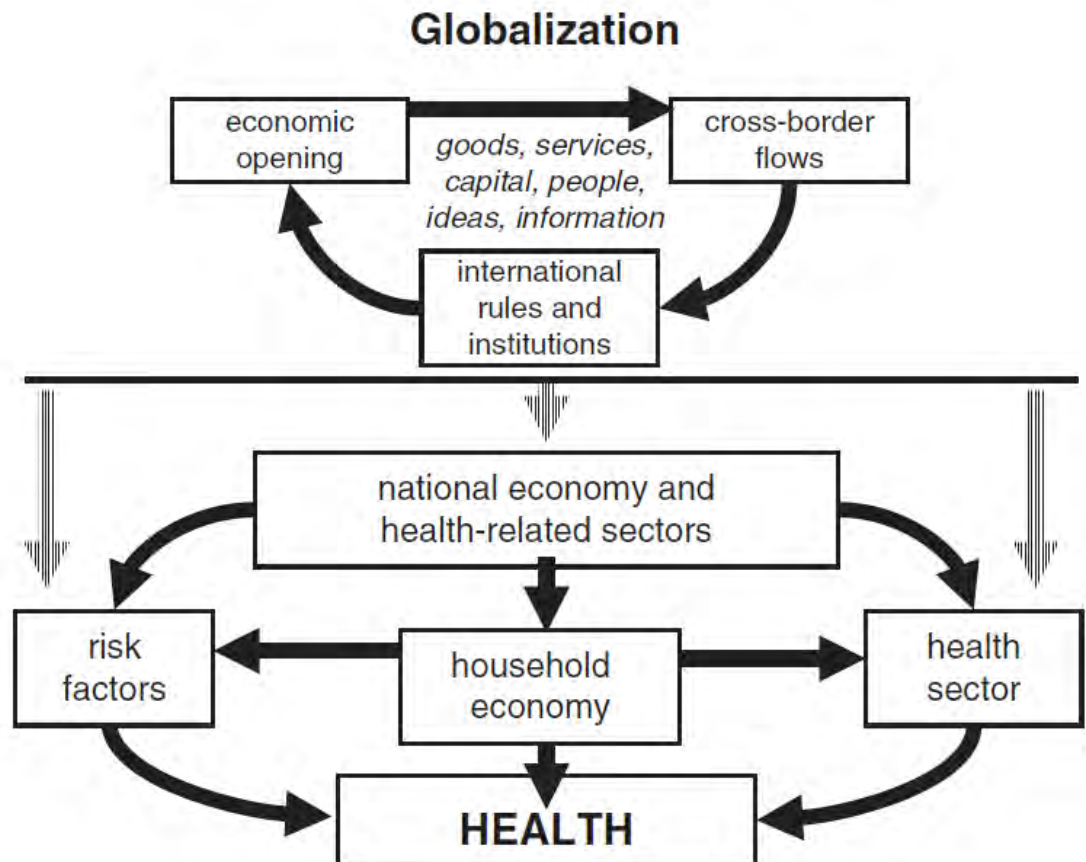 Globalization
economic
opening
goods, services,
capital, people,
ideas, information
cross-border
flows
international
rules and
institutions
national economy and
health-related sectors
risk
factors
household
economy
health
sector
HEALTH